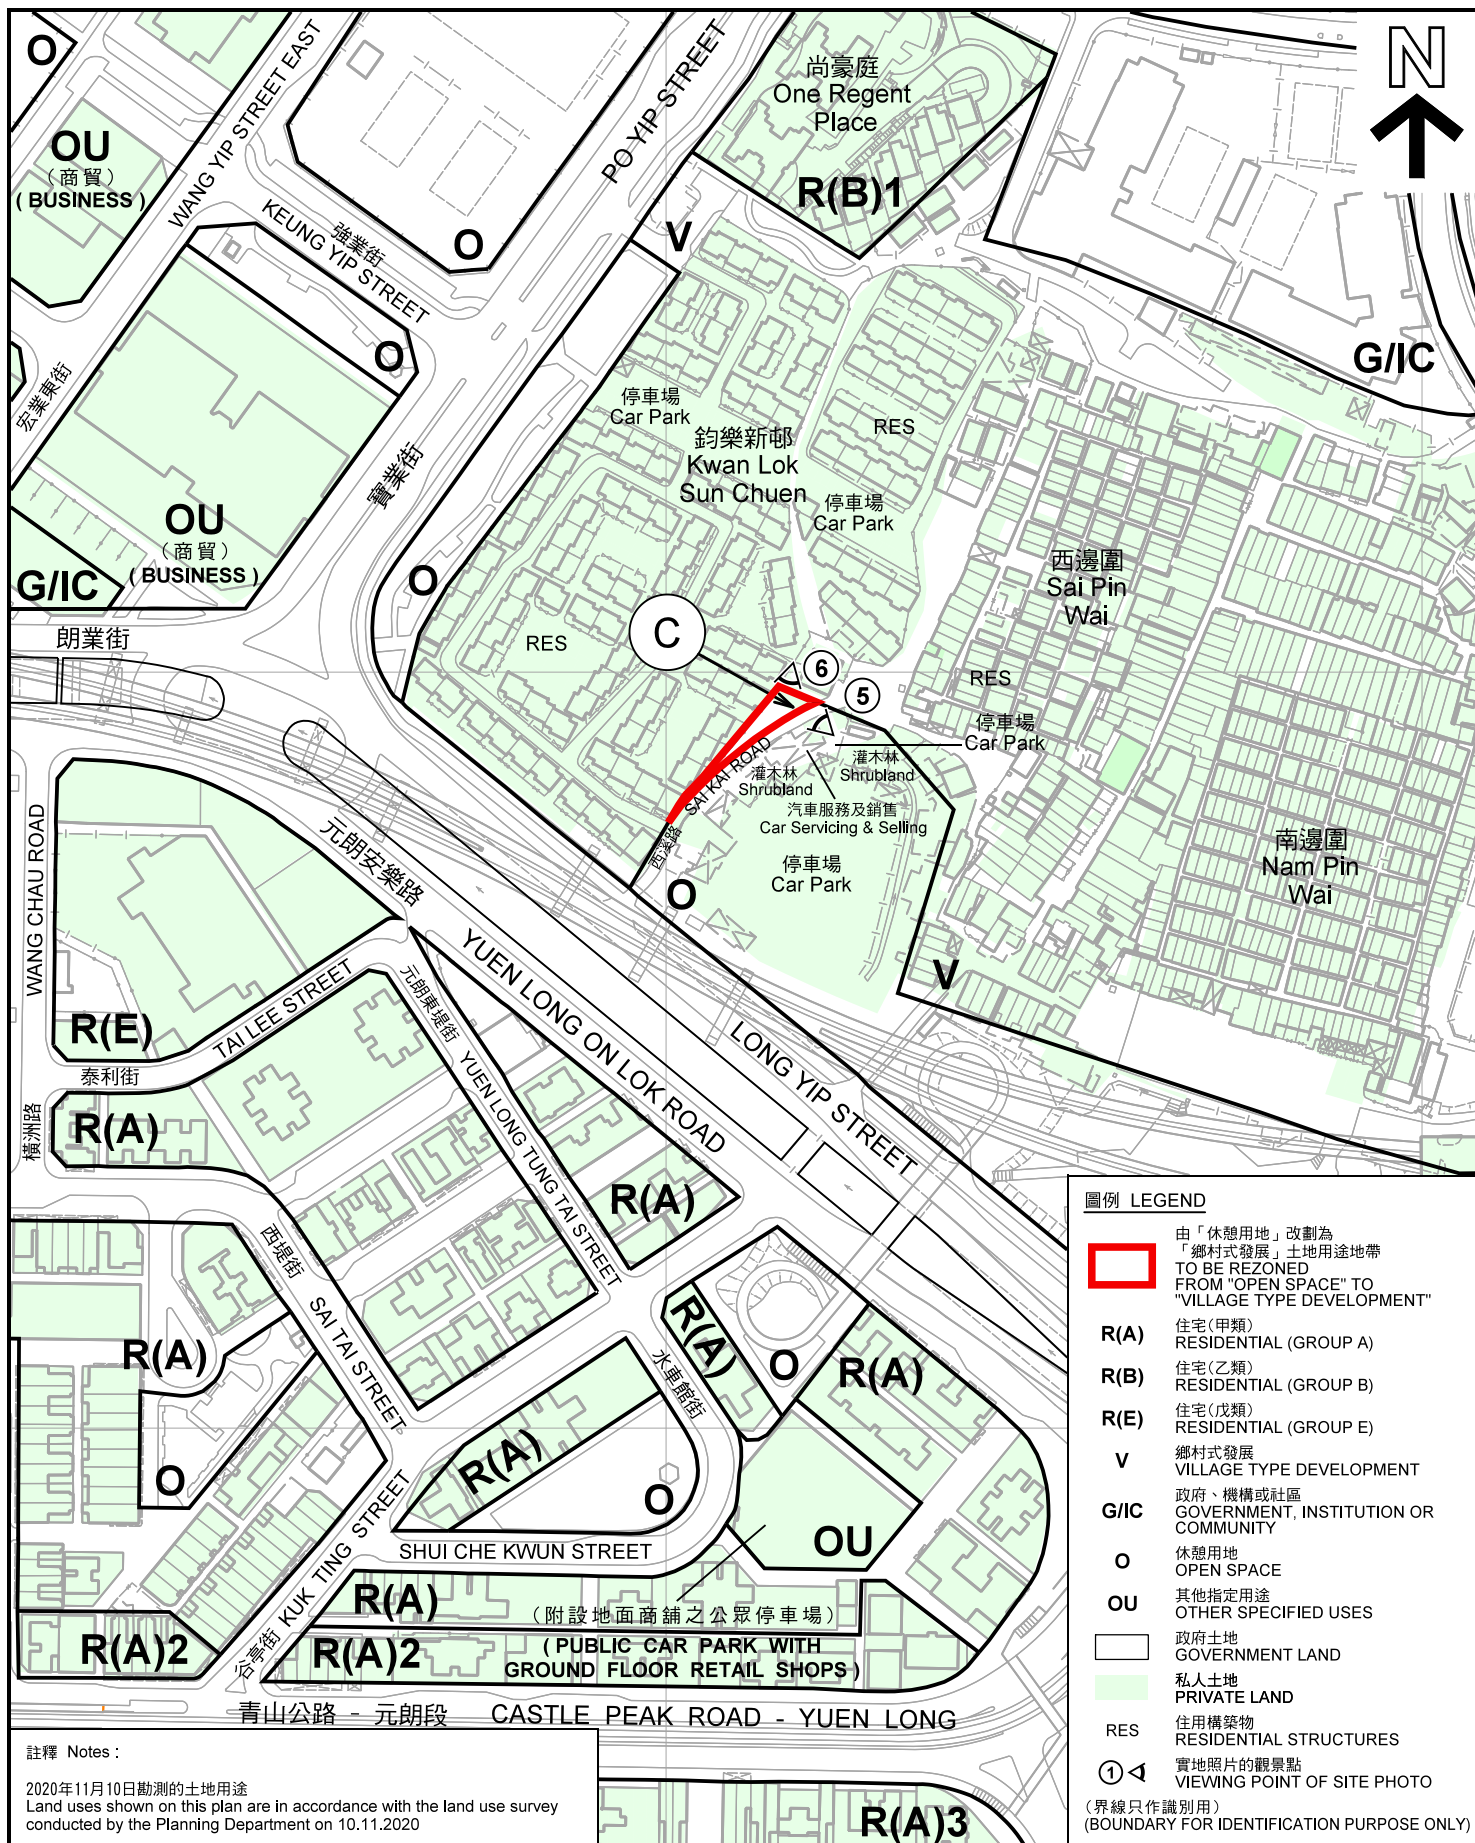 O
WANG YIP STREET EAST
OU
(商貿)
( BUSINESS )
PO YIP STREET
尚豪庭
One Regent
Place
R(B)1
N
強業街
KEUNG YIP STREET
O
V
O
G/IC
宏業東街
停車場
Car Park
鈞樂新邨
Kwan Lok
Sun Chuen
RES
停車場
Car Park
寶業街
OU
(商貿)
( BUSINESS )
G/IC
O
西邊圍
Sai Pin
Wai
朗業街
RES
C
6
5
RES
停車場
Car Park
灌木林
Shrubland
灌木林
Shrubland
SAI KAI ROAD
西溪路
汽車服務及銷售
Car Servicing & Selling
停車場
Car Park
O
南邊圍
Nam Pin
Wai
V
WANG CHAU ROAD
橫洲路
元朗安樂路
YUEN LONG ON LOK ROAD
LONG YIP STREET
R(E)
TAI LEE STREET
泰利街
元朗東堤街
YUEN LONG TUNG TAI STREET
R(A)
R(A)
西堤街
SAI TAI STREET
R(A)
O
R(A)
水車館街
O
R(A)
R(A)
O
SHUI CHE KWUN STREET
OU
谷亭街 KUK TING STREET
R(A)
(附設地面商舖之公眾停車場)
( PUBLIC CAR PARK WITH
GROUND FLOOR RETAIL SHOPS )
R(A)2
R(A)2
青山公路 - 元朗段 CASTLE PEAK ROAD - YUEN LONG
R(A)3
註釋 Notes :
2020年11月10日勘測的土地用途
Land uses shown on this plan are in accordance with the land use survey
conducted by the Planning Department on 10.11.2020
圖例 LEGEND
由「休憩用地」改劃為
「鄉村式發展」土地用途地帶
TO BE REZONED
FROM "OPEN SPACE" TO
"VILLAGE TYPE DEVELOPMENT"
R(A) 住宅(甲類)
RESIDENTIAL (GROUP A)
R(B) 住宅(乙類)
RESIDENTIAL (GROUP B)
R(E) 住宅(戊類)
RESIDENTIAL (GROUP E)
V 鄉村式發展
VILLAGE TYPE DEVELOPMENT
G/IC 政府、機構或社區
GOVERNMENT, INSTITUTION OR
COMMUNITY
O 休憩用地
OPEN SPACE
OU 其他指定用途
OTHER SPECIFIED USES
政府土地
GOVERNMENT LAND
私人土地
PRIVATE LAND
RES 住用構築物
RESIDENTIAL STRUCTURES
1 實地照片的觀景點
VIEWING POINT OF SITE PHOTO
(界線只作識別用)
(BOUNDARY FOR IDENTIFICATION PURPOSE ONLY)